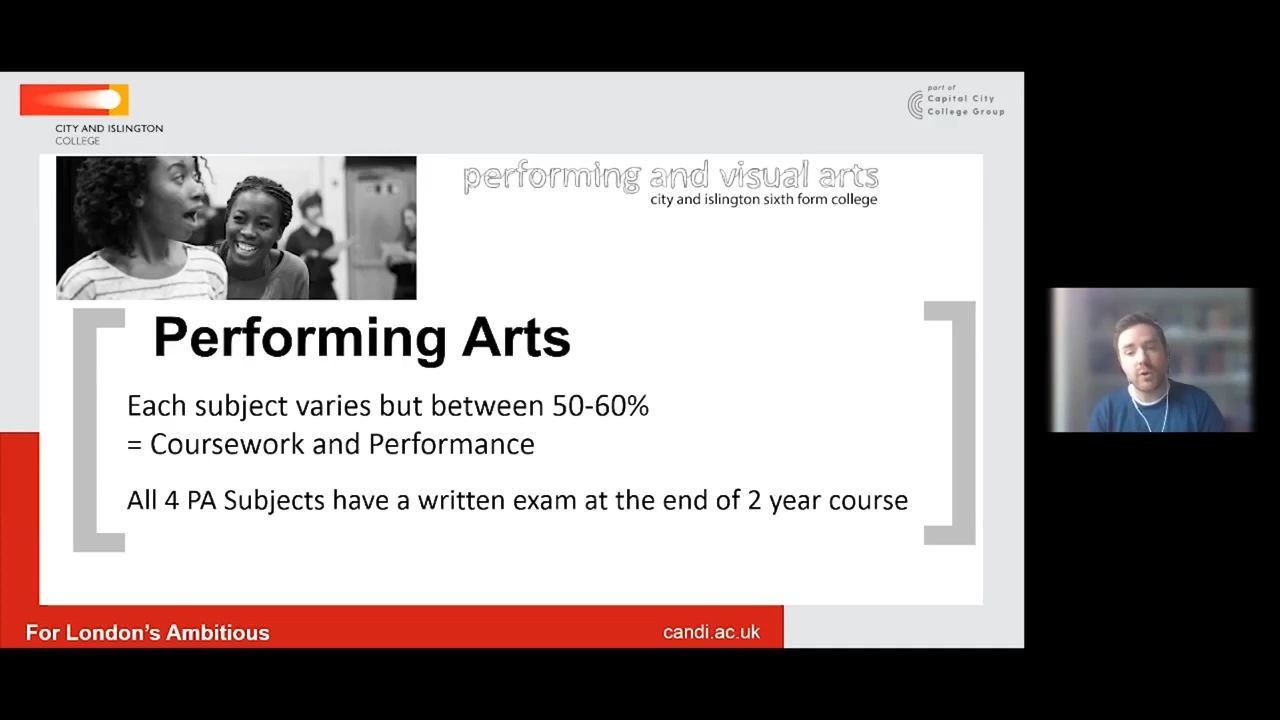 CITY AND ISLINGTON
COLLEGE
part of
Capital City
College Group
performing and visual arts
city and islington sixth form college
Performing Arts
Each subject varies but between 50-60%
= Coursework and Performance
All 4 PA Subjects have a written exam at the end of 2 year course
For London's Ambitious
candi.ac.uk